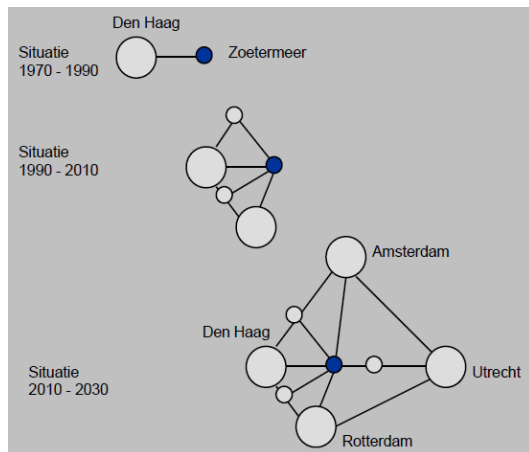 Den Haag
Situatie
1970 - 1990
Zoetermeer
Situatie
1990 - 2010
Amsterdam
Den Haag
Situatie
2010 - 2030
Utrecht
Rotterdam